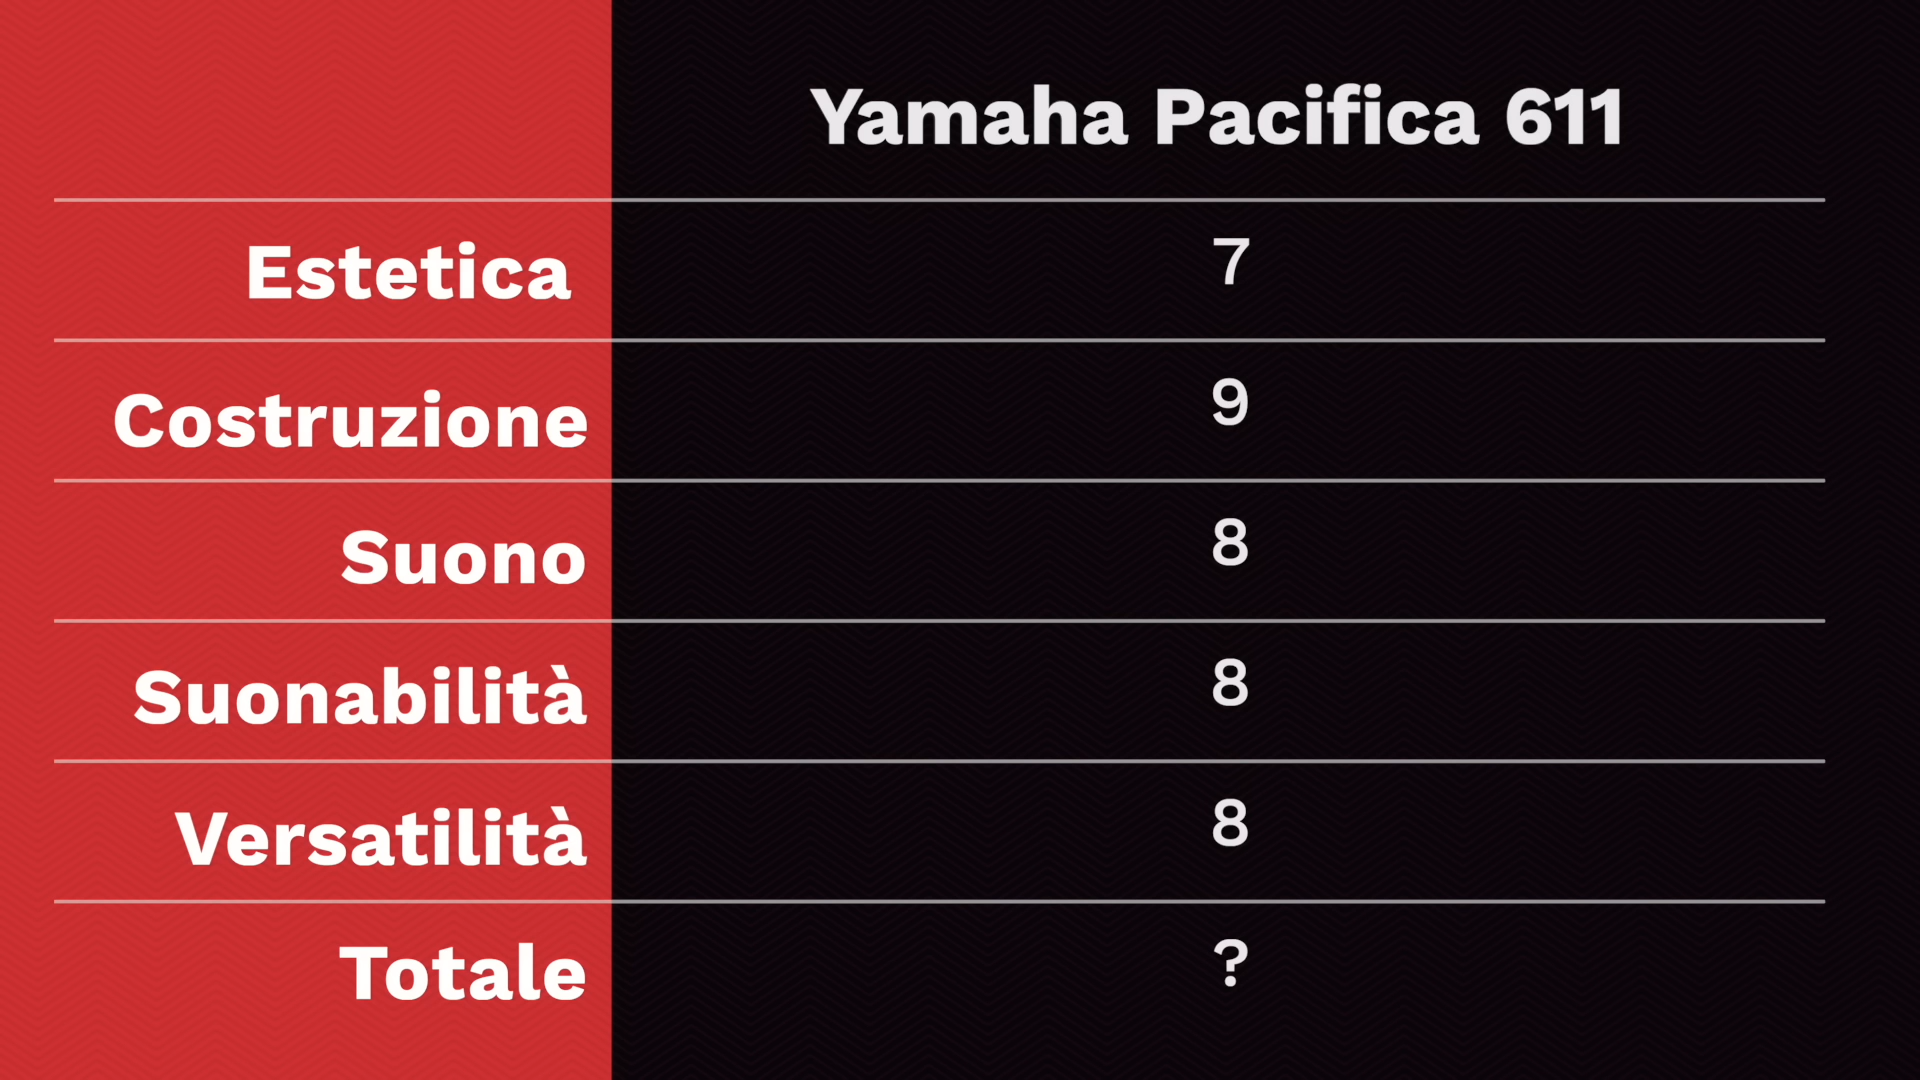 Yamaha Pacifica 611
Estetica 7
Costruzione 9
Suono 8
Suonabilità 8
Versatilità 8
Totale ?